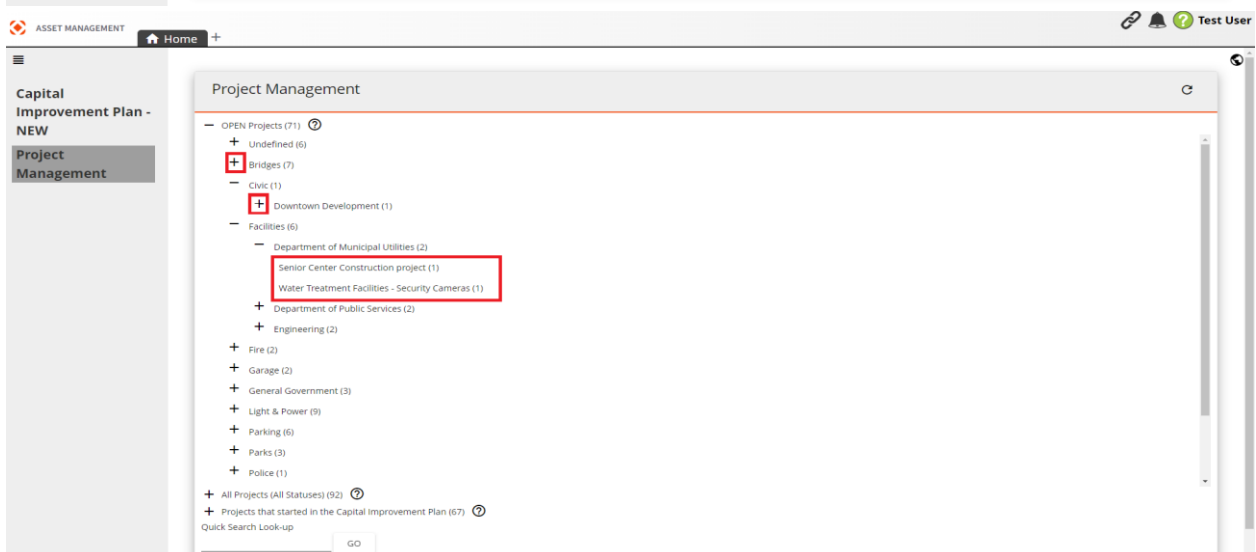 ASSET MANAGEMENT
Home
Test User
Capital
Improvement Plan -
NEW
Project
Management
Project Management
OPEN Projects (71)
Undefined (6)
Bridges (7)
Civic (1)
Downtown Development (1)
Facilities (6)
Department of Municipal Utilities (2)
Senior Center Construction project (1)
Water Treatment Facilities - Security Cameras (1)
Department of Public Services (2)
Engineering (2)
Fire (2)
Garage (2)
General Government (3)
Light & Power (9)
Parking (6)
Parks (3)
Police (1)
All Projects (All Statuses) (92)
Projects that started in the Capital Improvement Plan (67)
Quick Search Look-up
GO